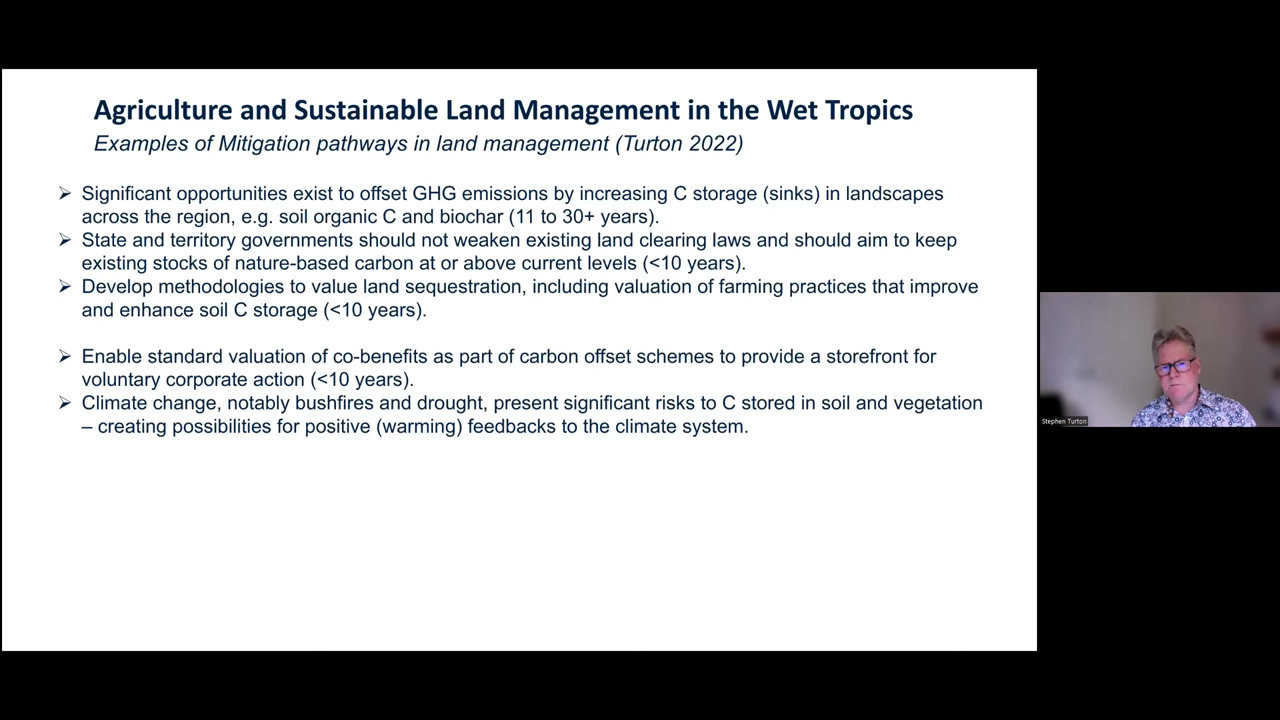 Agriculture and Sustainable Land Management in the Wet Tropics
Examples of Mitigation pathways in land management (Turton 2022)
➢ Significant opportunities exist to offset GHG emissions by increasing C storage (sinks) in landscapes
across the region, e.g. soil organic C and biochar (11 to 30+ years).
➢ State and territory governments should not weaken existing land clearing laws and should aim to keep
existing stocks of nature-based carbon at or above current levels (<10 years).
➢ Develop methodologies to value land sequestration, including valuation of farming practices that improve
and enhance soil C storage (<10 years).
➢ Enable standard valuation of co-benefits as part of carbon offset schemes to provide a storefront for
voluntary corporate action (<10 years).
➢ Climate change, notably bushfires and drought, present significant risks to C stored in soil and vegetation
– creating possibilities for positive (warming) feedbacks to the climate system.
Stephen Turton